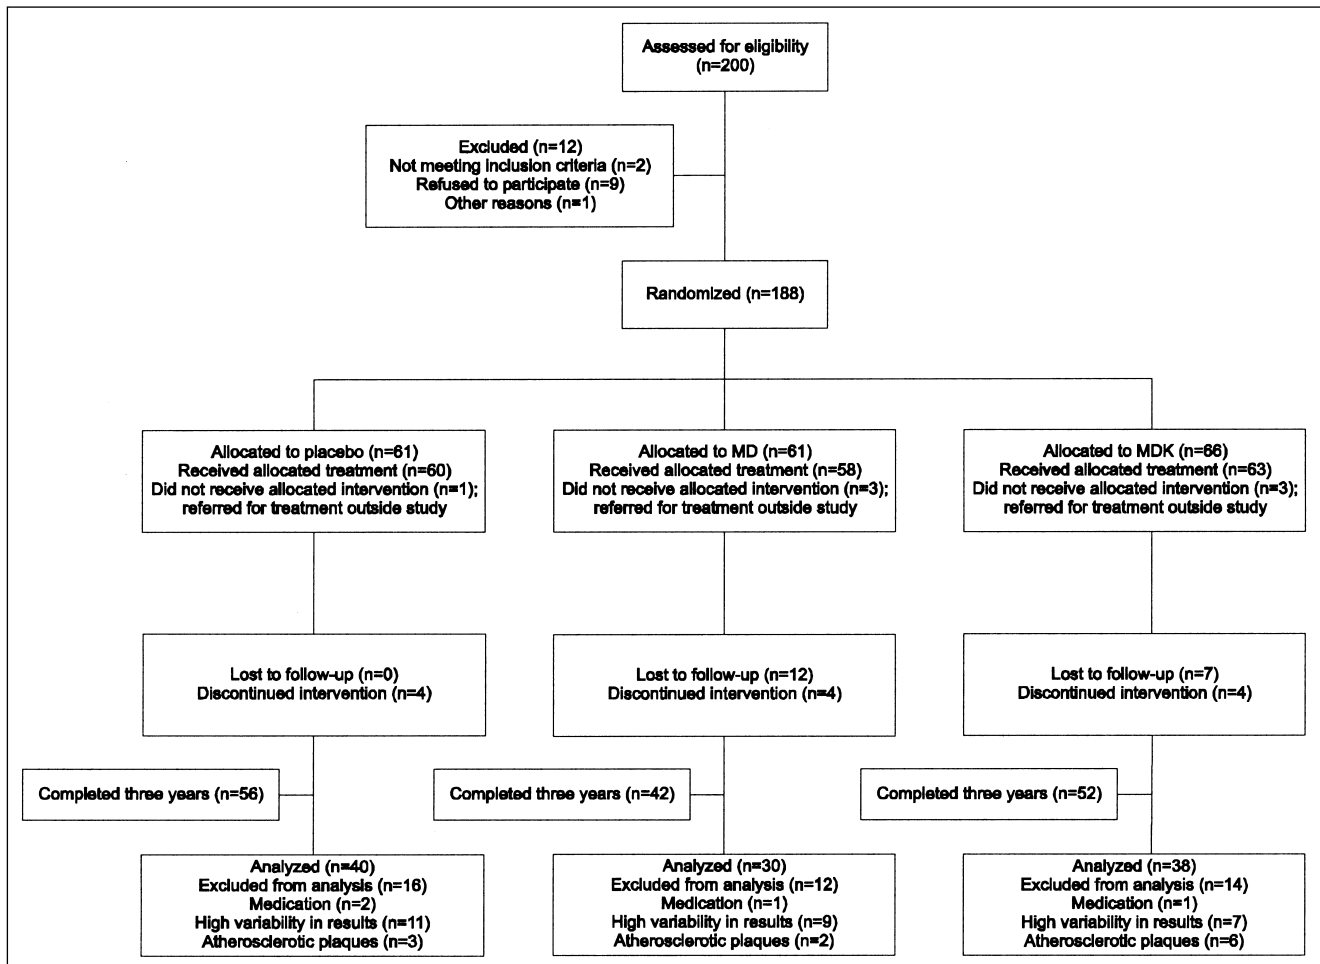 Assessed for eligibility
(n=200)
Excluded (n=12)
Not meeting inclusion criteria (n=2)
Refused to participate (n=9)
Other reasons (n=1)
Randomized (n=188)
Allocated to placebo (n=61)
Received allocated treatment (n=60)
Did not receive allocated intervention (n=1);
referred for treatment outside study
Allocated to MD (n=61)
Received allocated treatment (n=58)
Did not receive allocated intervention (n=3);
referred for treatment outside study
Allocated to MDK (n=66)
Received allocated treatment (n=63)
Did not receive allocated intervention (n=3);
referred for treatment outside study
Lost to follow-up (n=0)
Discontinued intervention (n=4)
Lost to follow-up (n=12)
Discontinued intervention (n=4)
Lost to follow-up (n=7)
Discontinued intervention (n=4)
Completed three years (n=56)
Completed three years (n=42)
Completed three years (n=52)
Analyzed (n=40)
Excluded from analysis (n=16)
Medication (n=2)
High variability in results (n=11)
Atherosclerotic plaques (n=3)
Analyzed (n=30)
Excluded from analysis (n=12)
Medication (n=1)
High variability in results (n=9)
Atherosclerotic plaques (n=2)
Analyzed (n=38)
Excluded from analysis (n=14)
Medication (n=1)
High variability in results (n=7)
Atherosclerotic plaques (n=6)